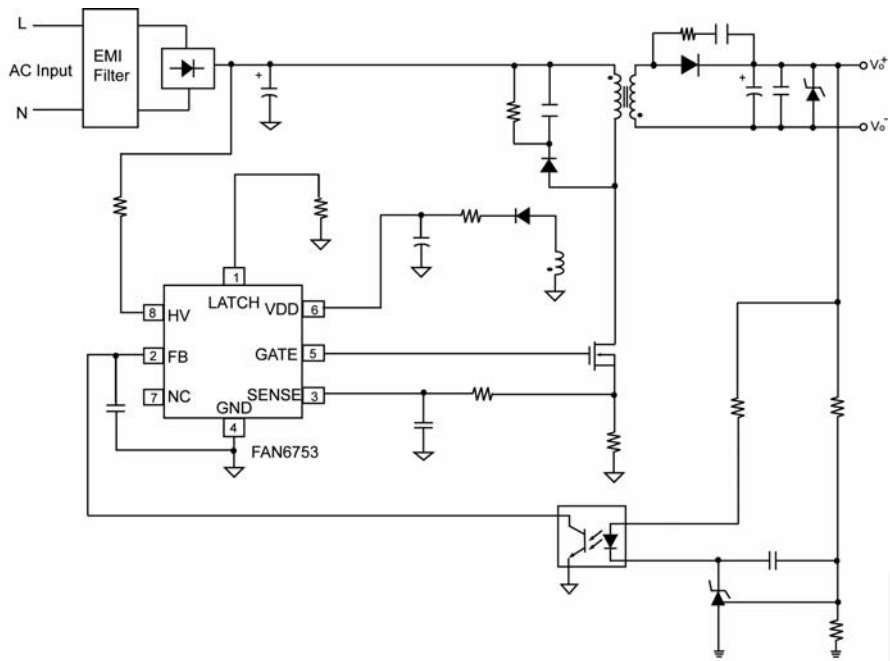 L
EMI
Filter
AC Input
N
+
+
Vo+
Vo-
1
LATCH
8 HV
VDD 6
2 FB
GATE 5
7 NC
SENSE 3
GND
4
FAN6753